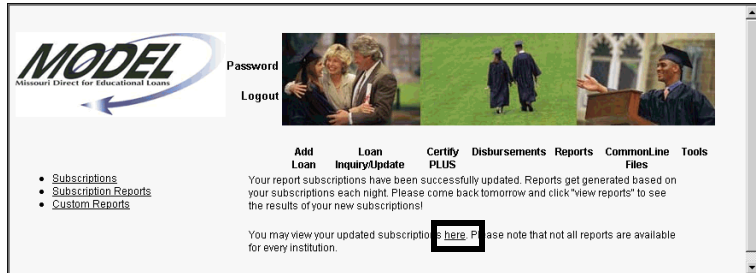 MODEL
Missouri Direct for Educational Loans
Password
Logout
Add Loan
Loan Inquiry/Update
Certify PLUS
Disbursements
Reports
CommonLine Files
Tools
Subscriptions
Subscription Reports
Custom Reports
Your report subscriptions have been successfully updated. Reports get generated based on
your subscriptions each night. Please come back tomorrow and click "view reports" to see
the results of your new subscriptions!
You may view your updated subscriptions here. Please note that not all reports are available
for every institution.